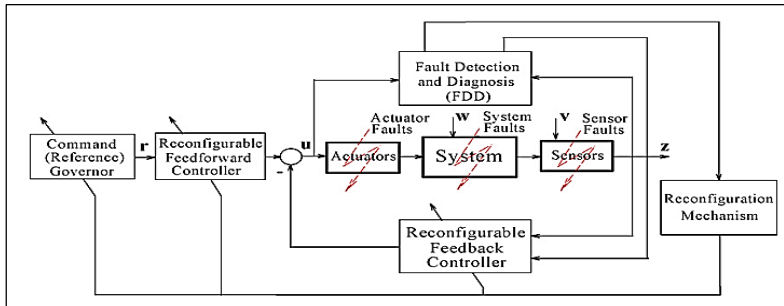 Fault Detection
and Diagnosis
(FDD)
Actuator
Faults
w
System
Faults
v
Sensor
Faults
Command
(Reference)
Governor
r
Reconfigurable
Feedforward
Controller
-
u
Actuators
System
Sensors
z
Reconfiguration
Mechanism
Reconfigurable
Feedback
Controller